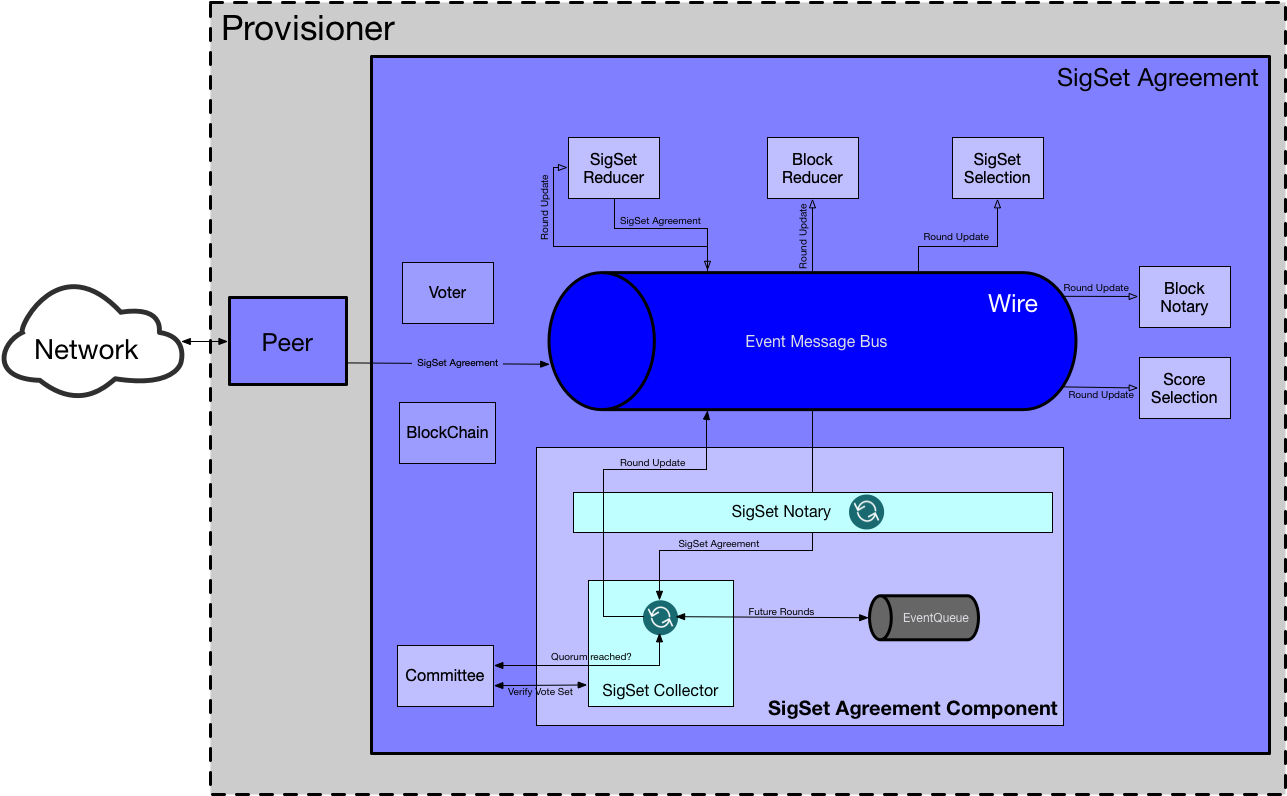 Provisioner
SigSet Agreement
SigSet
Reducer
Block
Reducer
SigSet
Selection
Round Update
SigSet Agreement
Round Update
Round Update
Voter
Wire
Round Update
Block
Notary
Network
Peer
Event Message Bus
SigSet Agreement
Score
Selection
Round Update
BlockChain
Round Update
SigSet Notary
SigSet Agreement
Future Rounds
EventQueue
Quorum reached?
Committee
Verify Vote Set
SigSet Collector
SigSet Agreement Component